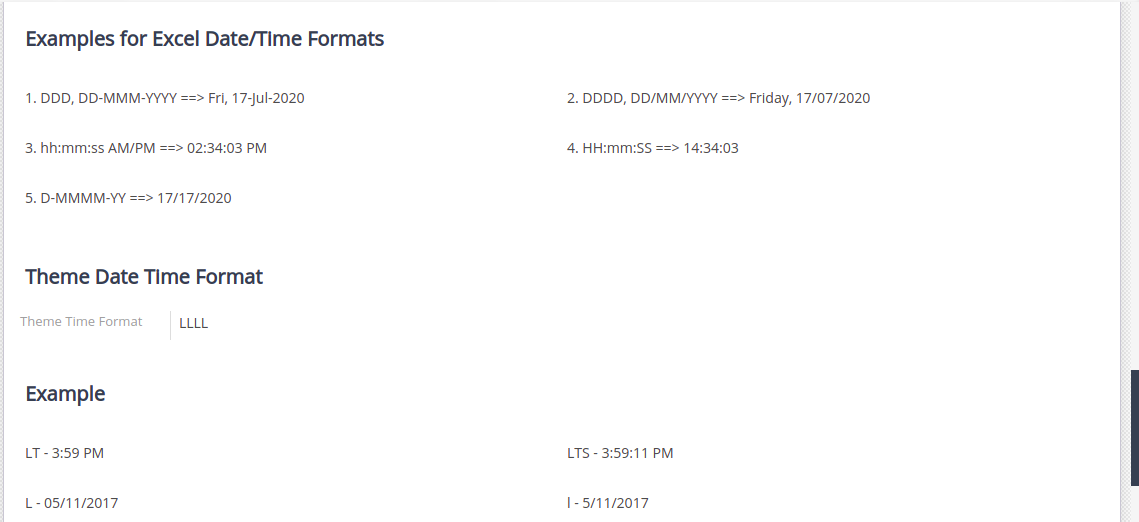 Examples for Excel Date/TIme Formats
1. DDD, DD-MMM-YYYY ==> Fri, 17-Jul-2020
2. DDDD, DD/MM/YYYY ==> Friday, 17/07/2020
3. hh:mm:ss AM/PM ==> 02:34:03 PM
4. HH:mm:SS ==> 14:34:03
5. D-MMMM-YY ==> 17/17/2020
Theme Date TIme Format
Theme Time Format
LLLL
Example
LT - 3:59 PM
LTS - 3:59:11 PM
L - 05/11/2017
l - 5/11/2017